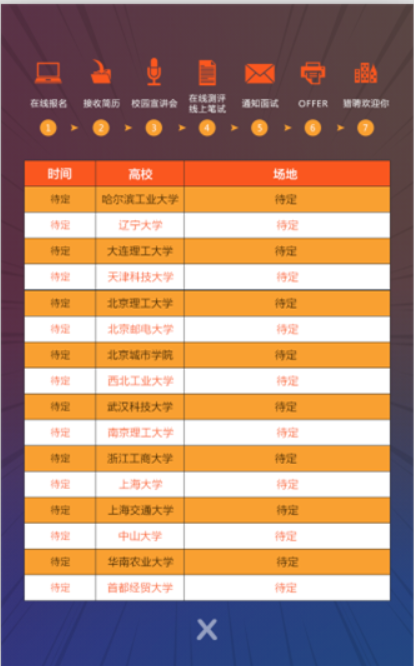 在线报名 接收简历 校园宣讲会 在线测评 通知面试 OFFER 猎聘欢迎你
线上笔试
1 2 3 4 5 6 7
时间 高校 场地
待定 哈尔滨工业大学 待定
待定 辽宁大学 待定
待定 大连理工大学 待定
待定 天津科技大学 待定
待定 北京理工大学 待定
待定 北京邮电大学 待定
待定 北京城市学院 待定
待定 西北工业大学 待定
待定 武汉科技大学 待定
待定 南京理工大学 待定
待定 浙江工商大学 待定
待定 上海大学 待定
待定 上海交通大学 待定
待定 中山大学 待定
待定 华南农业大学 待定
待定 首都经贸大学 待定
X